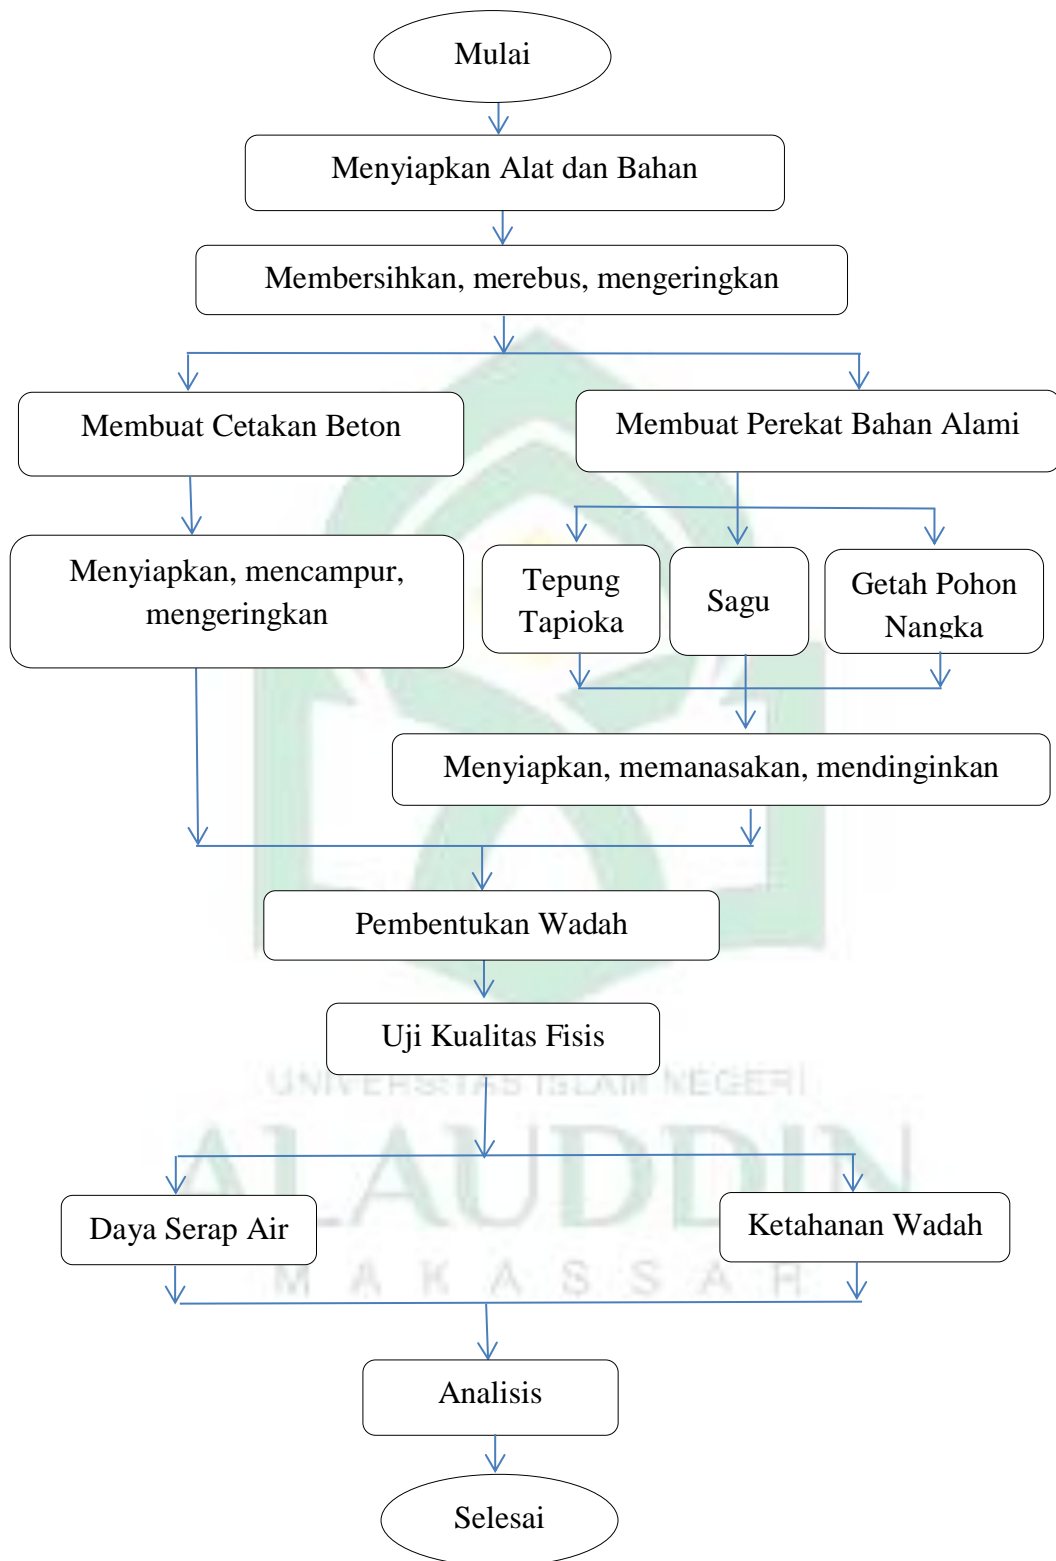 Mulai
Menyiapkan Alat dan Bahan
Membersihkan, merebus, mengeringkan
Membuat Cetakan Beton
Membuat Perekat Bahan Alami
Menyiapkan, mencampur,
mengeringkan
Tepung
Tapioka
Sagu
Getah Pohon
Nangka
Menyiapkan, memanasakan, mendinginkan
Pembentukan Wadah
Uji Kualitas Fisis
UNIVERSITAS ISLAM NEGERI
ALAUDDIN
Daya Serap Air
Ketahanan Wadah
MAKASSAR
Analisis
Selesai